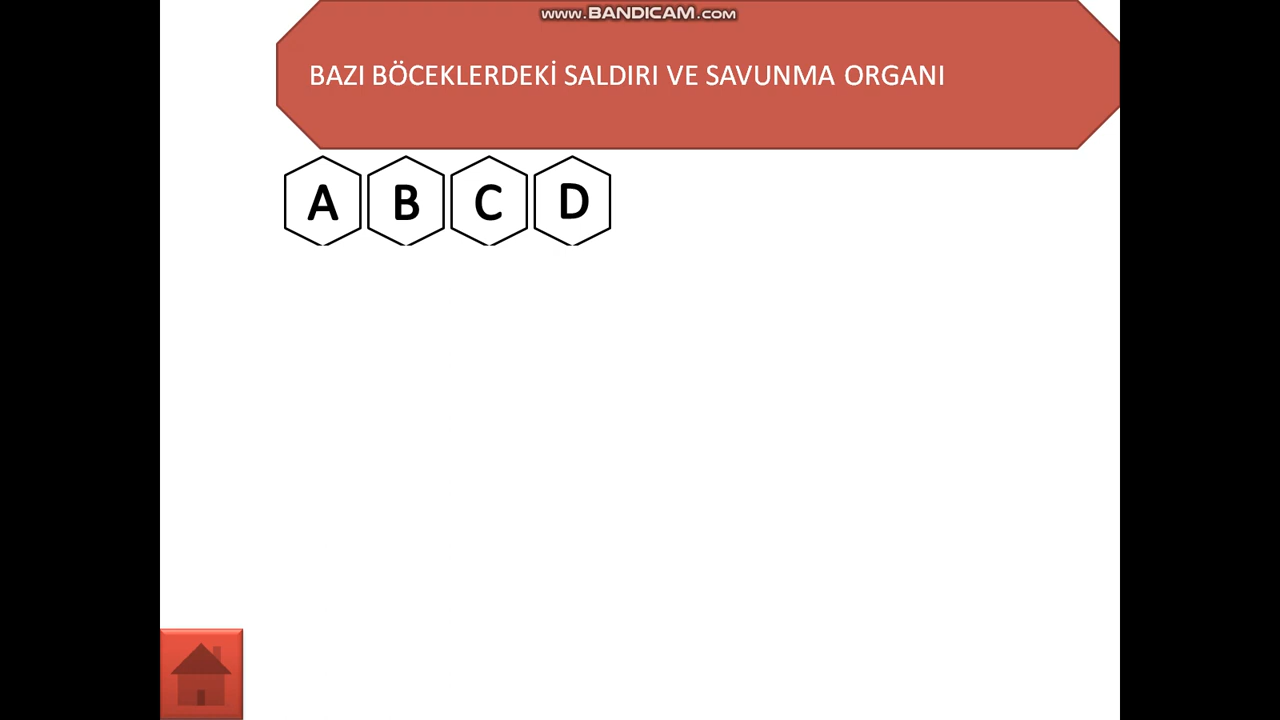 www.BANDICAM.com
BAZI BÖCEKLERDEKİ SALDIRI VE SAVUNMA ORGANI
A B C D